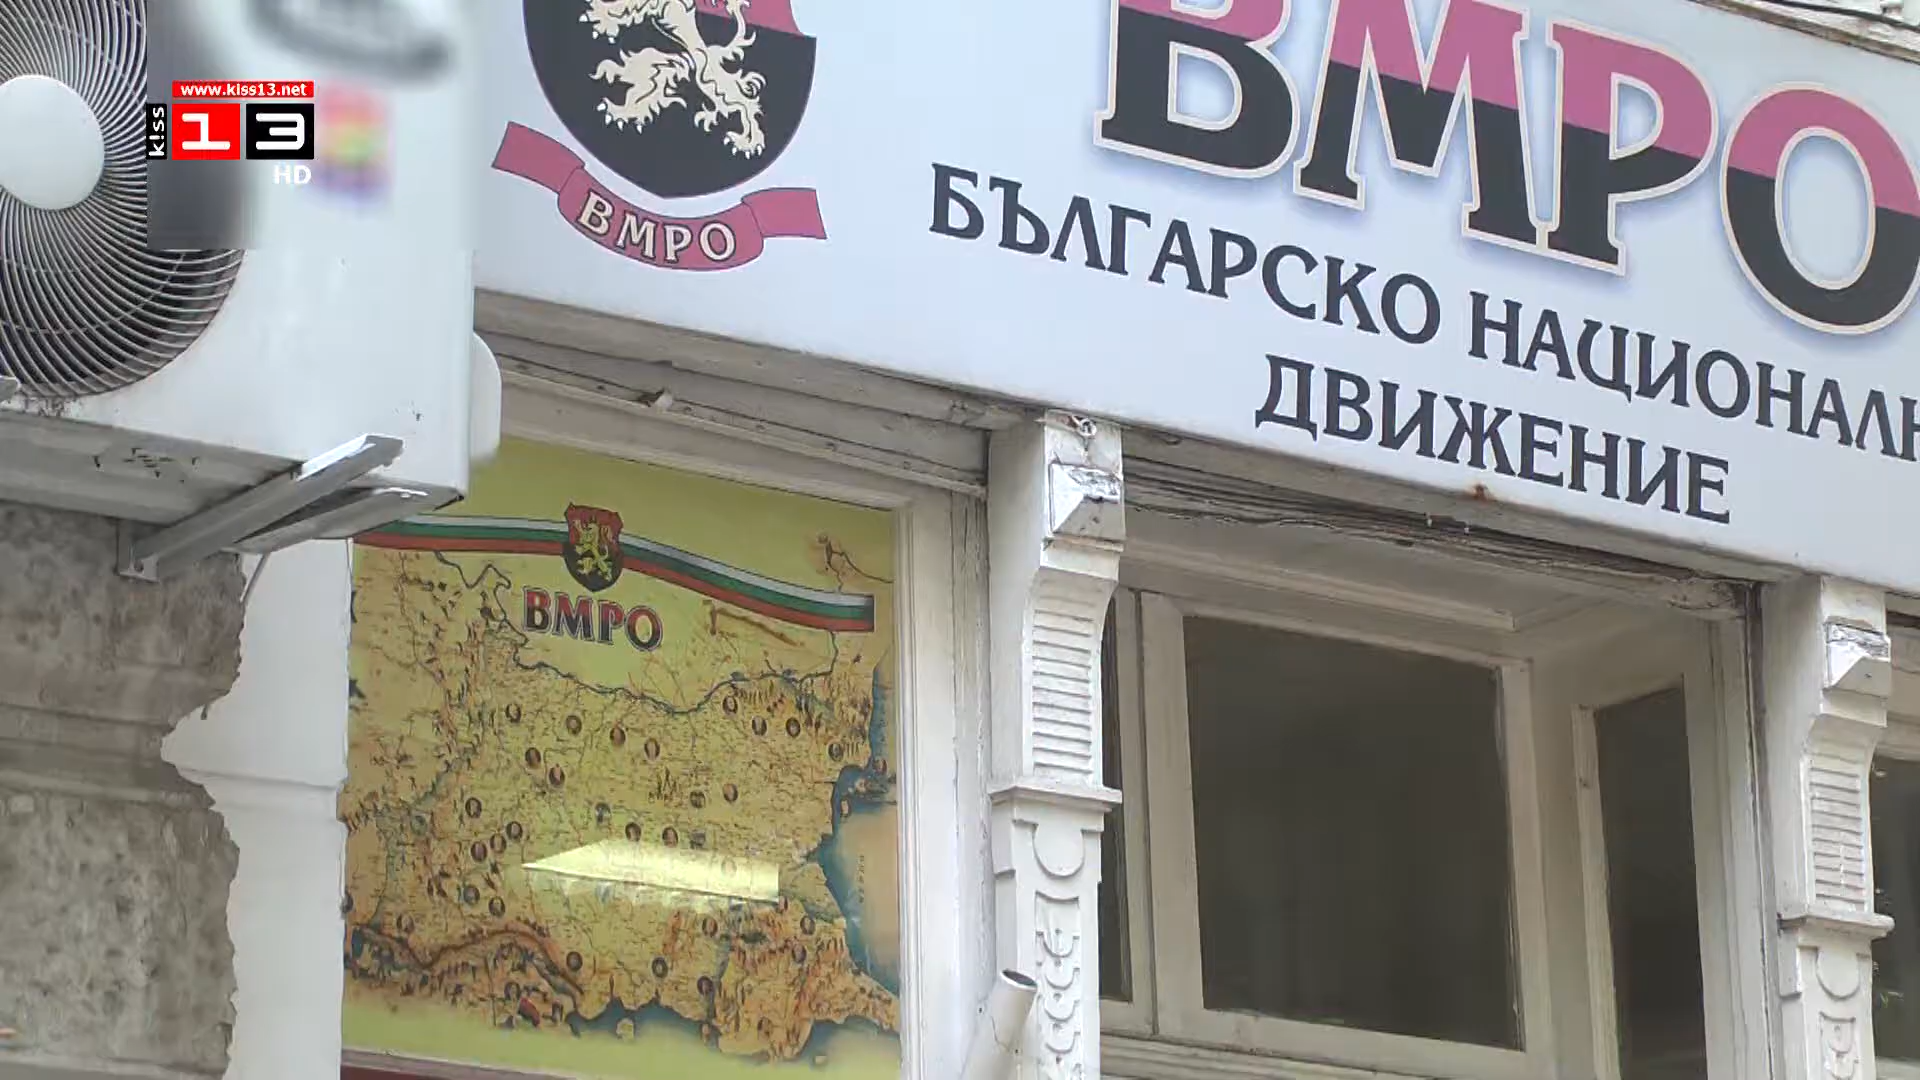 www.kiss13.net
kiss 13
HD
ВМРО
ВМРО
БЪЛГАРСКО НАЦИОНАЛН
ДВИЖЕНИЕ
ВМРО